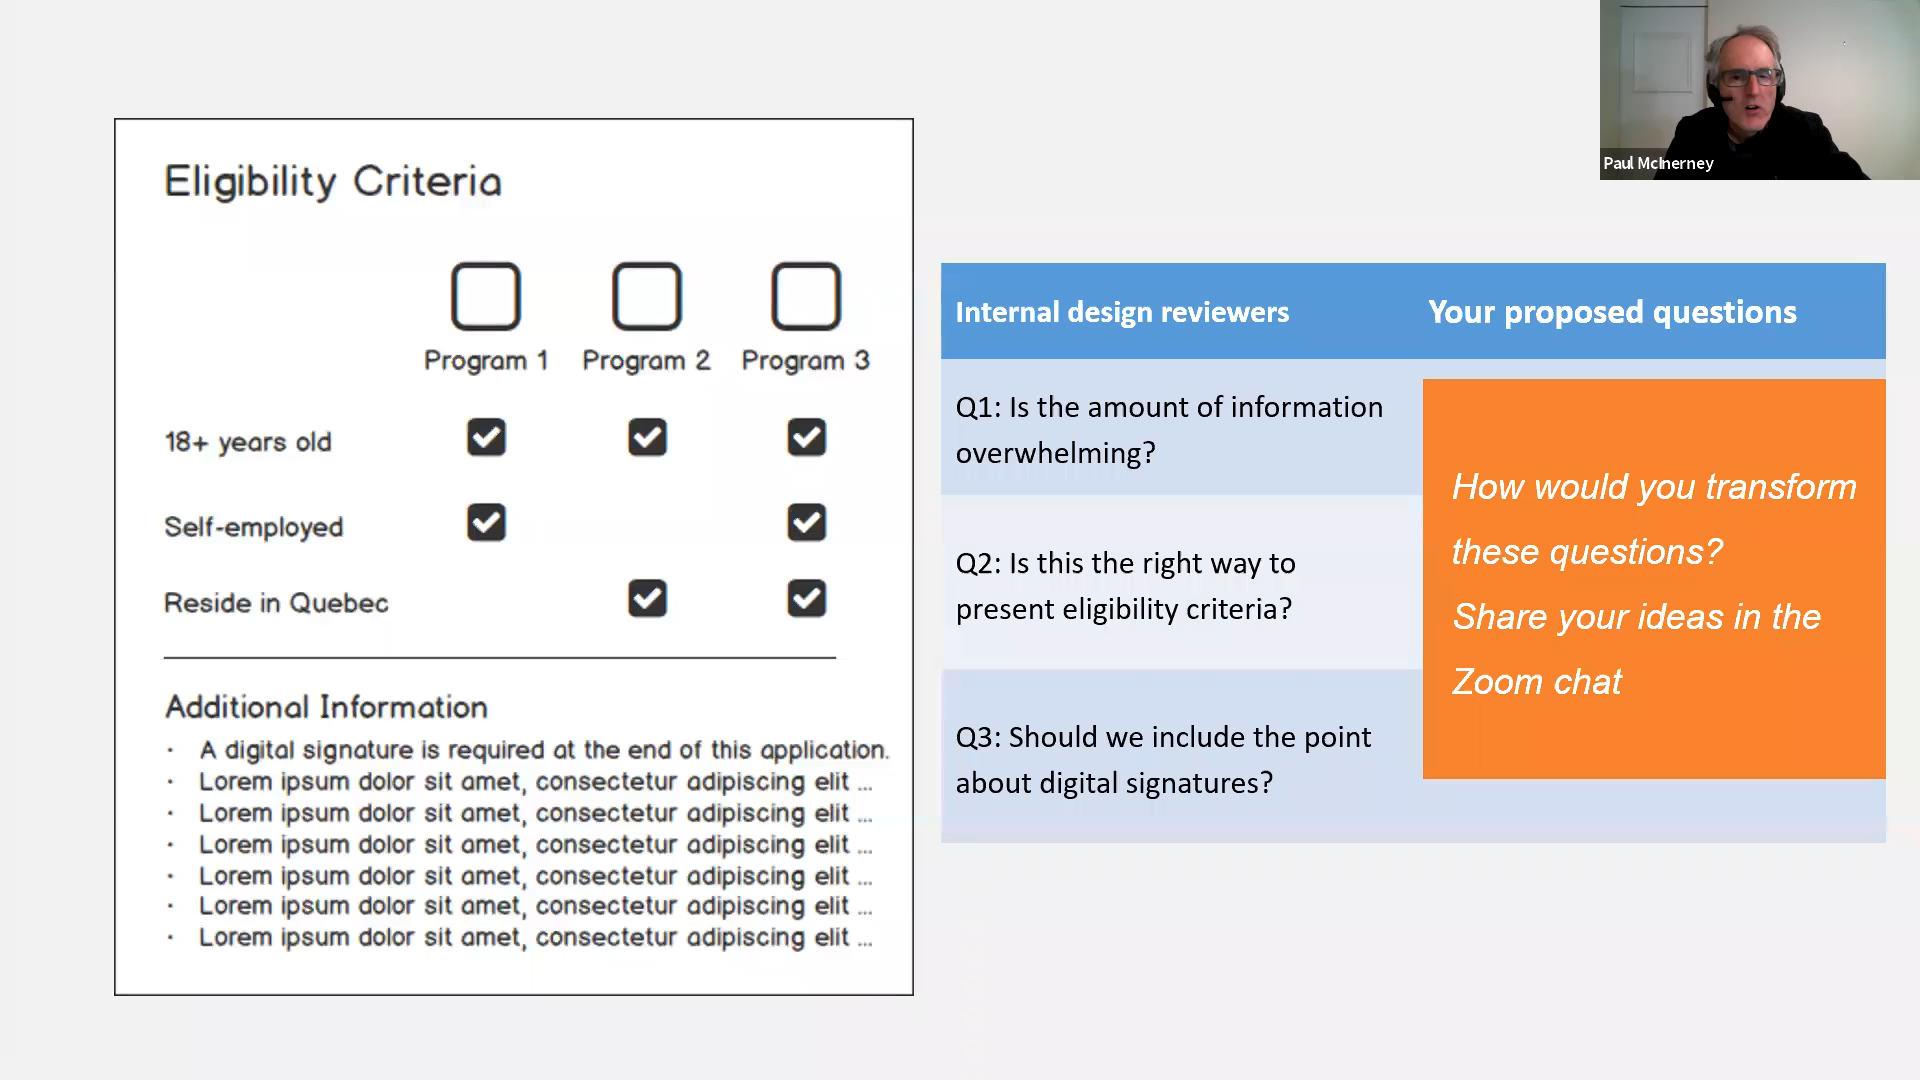 Paul McInerney
Eligibility Criteria
Program 1 Program 2 Program 3
18+ years old
Self-employed
Reside in Quebec
Additional Information
· A digital signature is required at the end of this application.
· Lorem ipsum dolor sit amet, consectetur adipiscing elit ...
· Lorem ipsum dolor sit amet, consectetur adipiscing elit ...
· Lorem ipsum dolor sit amet, consectetur adipiscing elit ...
· Lorem ipsum dolor sit amet, consectetur adipiscing elit ...
· Lorem ipsum dolor sit amet, consectetur adipiscing elit ...
· Lorem ipsum dolor sit amet, consectetur adipiscing elit ...
Internal design reviewers
Your proposed questions
Q1: Is the amount of information
overwhelming?
Q2: Is this the right way to
present eligibility criteria?
Q3: Should we include the point
about digital signatures?
How would you transform
these questions?
Share your ideas in the
Zoom chat